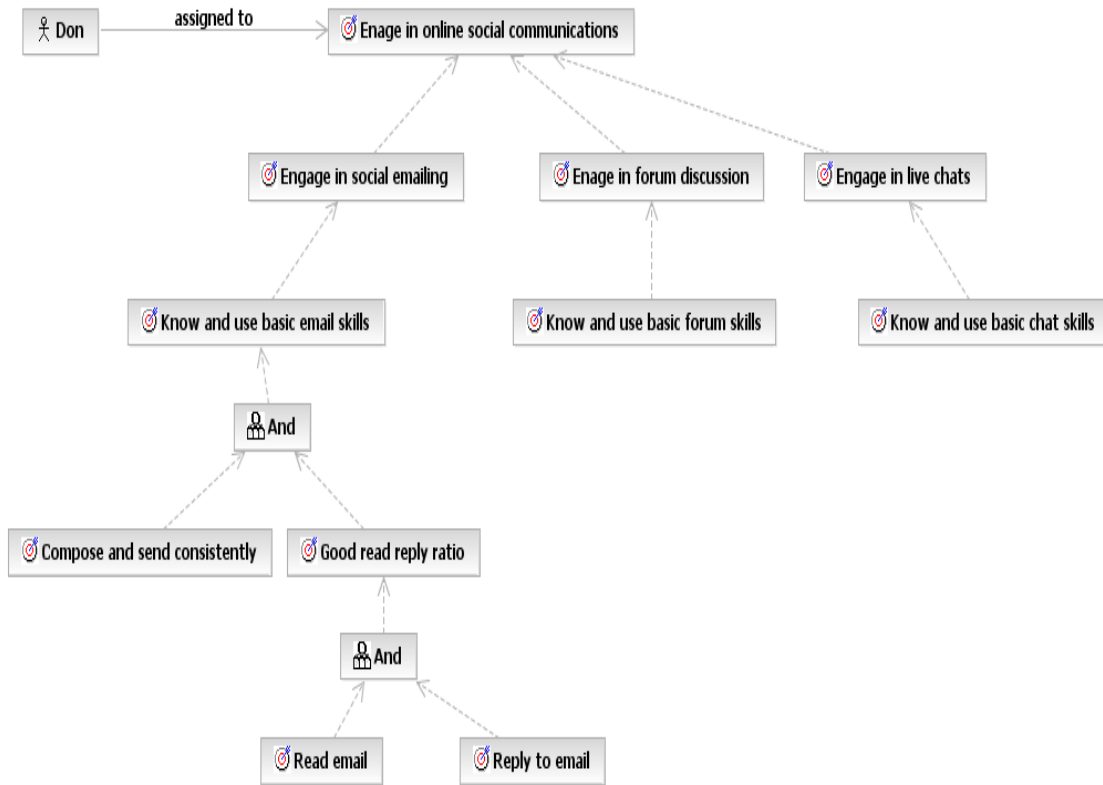 Don
assigned to
Enage in online social communications
Engage in social emailing
Enage in forum discussion
Engage in live chats
Know and use basic email skills
Know and use basic forum skills
Know and use basic chat skills
And
Compose and send consistently
Good read reply ratio
And
Read email
Reply to email